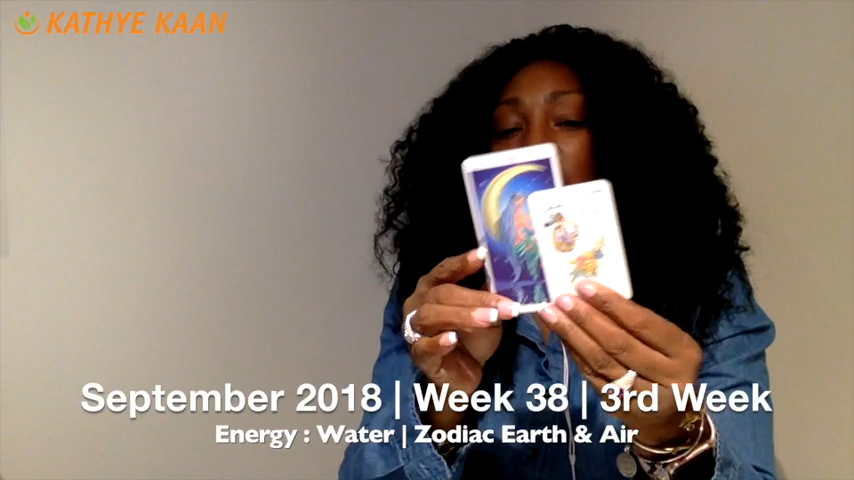 KATHYE KAAN
September 2018 | Week 38 | 3rd Week
Energy : Water | Zodiac Earth & Air